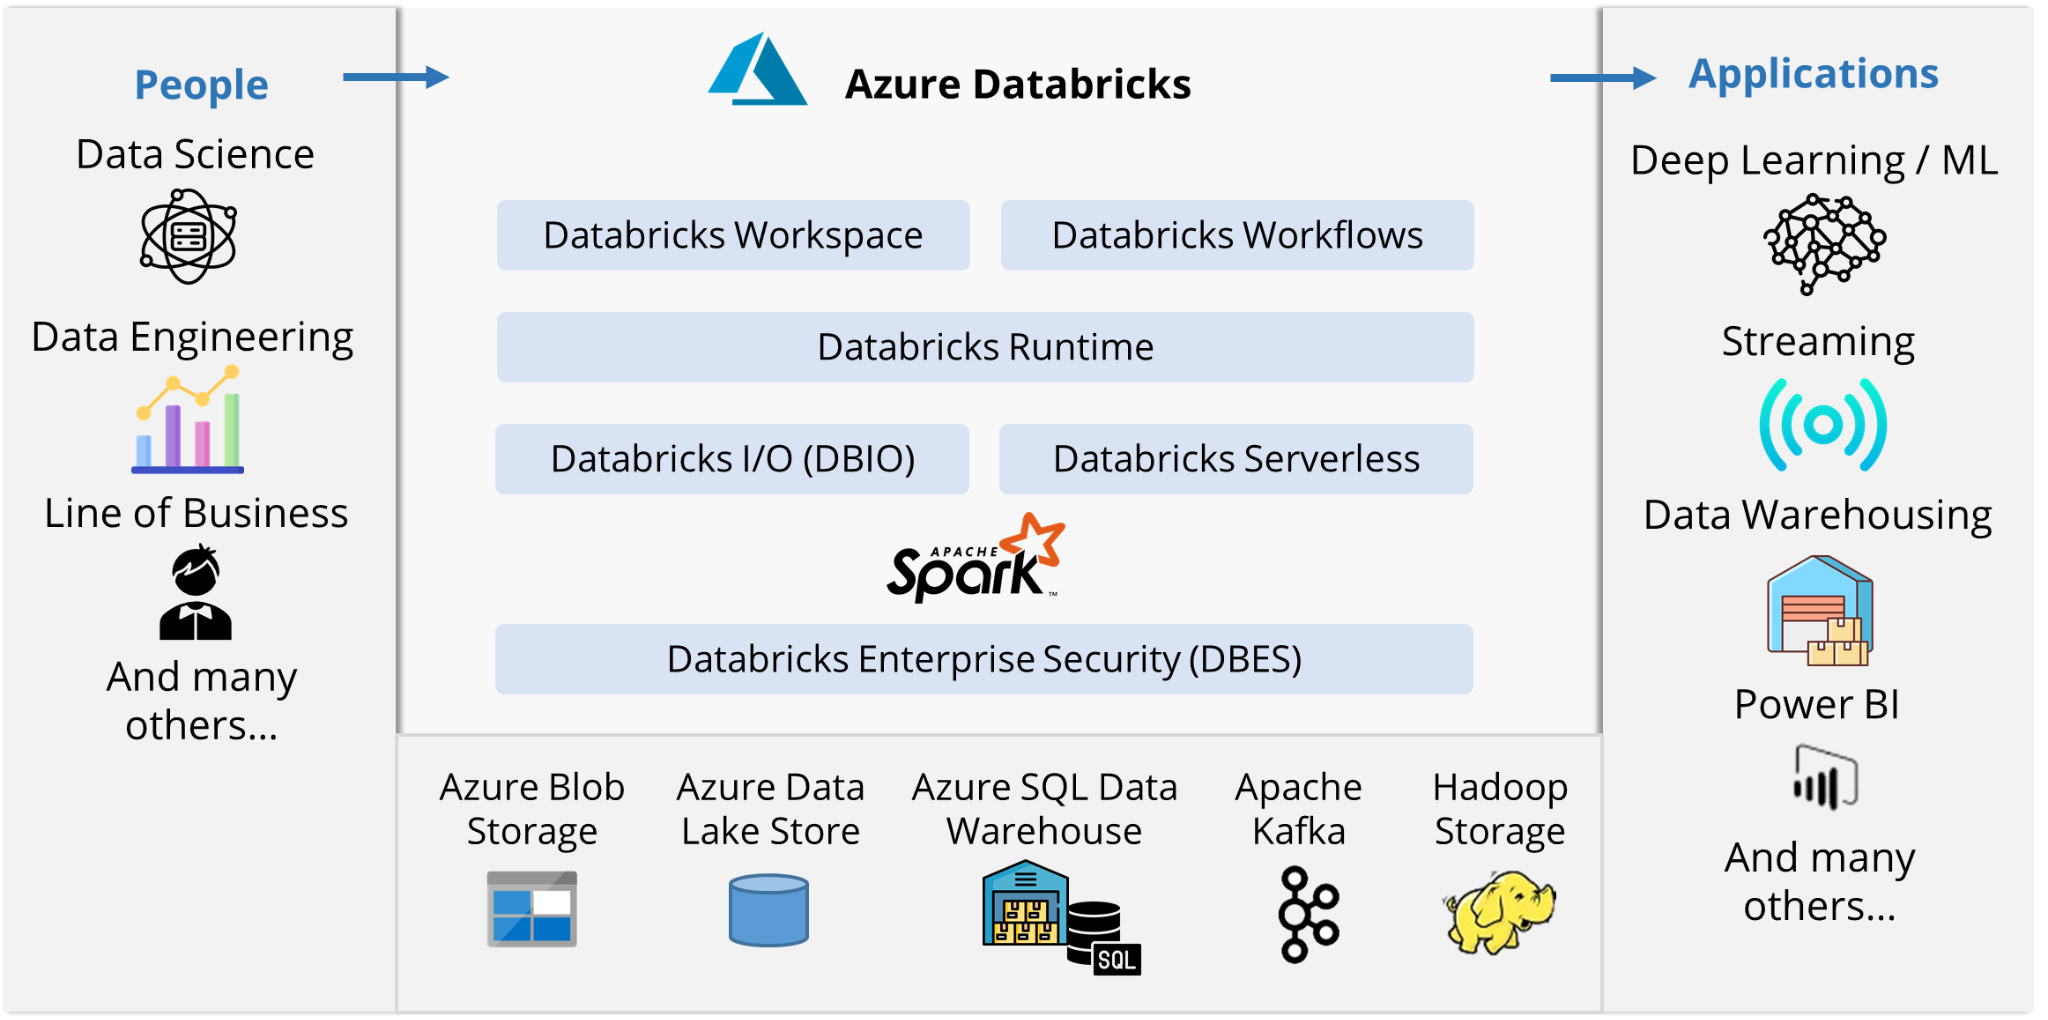 People
Data Science
Data Engineering
Line of Business
And many
others...
Azure Databricks
Databricks Workspace
Databricks Workflows
Databricks Runtime
Databricks I/O (DBIO)
Databricks Serverless
APACHE
Spark™
Databricks Enterprise Security (DBES)
Azure Blob
Storage
Azure Data
Lake Store
Azure SQL Data
Warehouse
SQL
Apache
Kafka
Hadoop
Storage
Applications
Deep Learning / ML
Streaming
Data Warehousing
Power BI
And many
others...